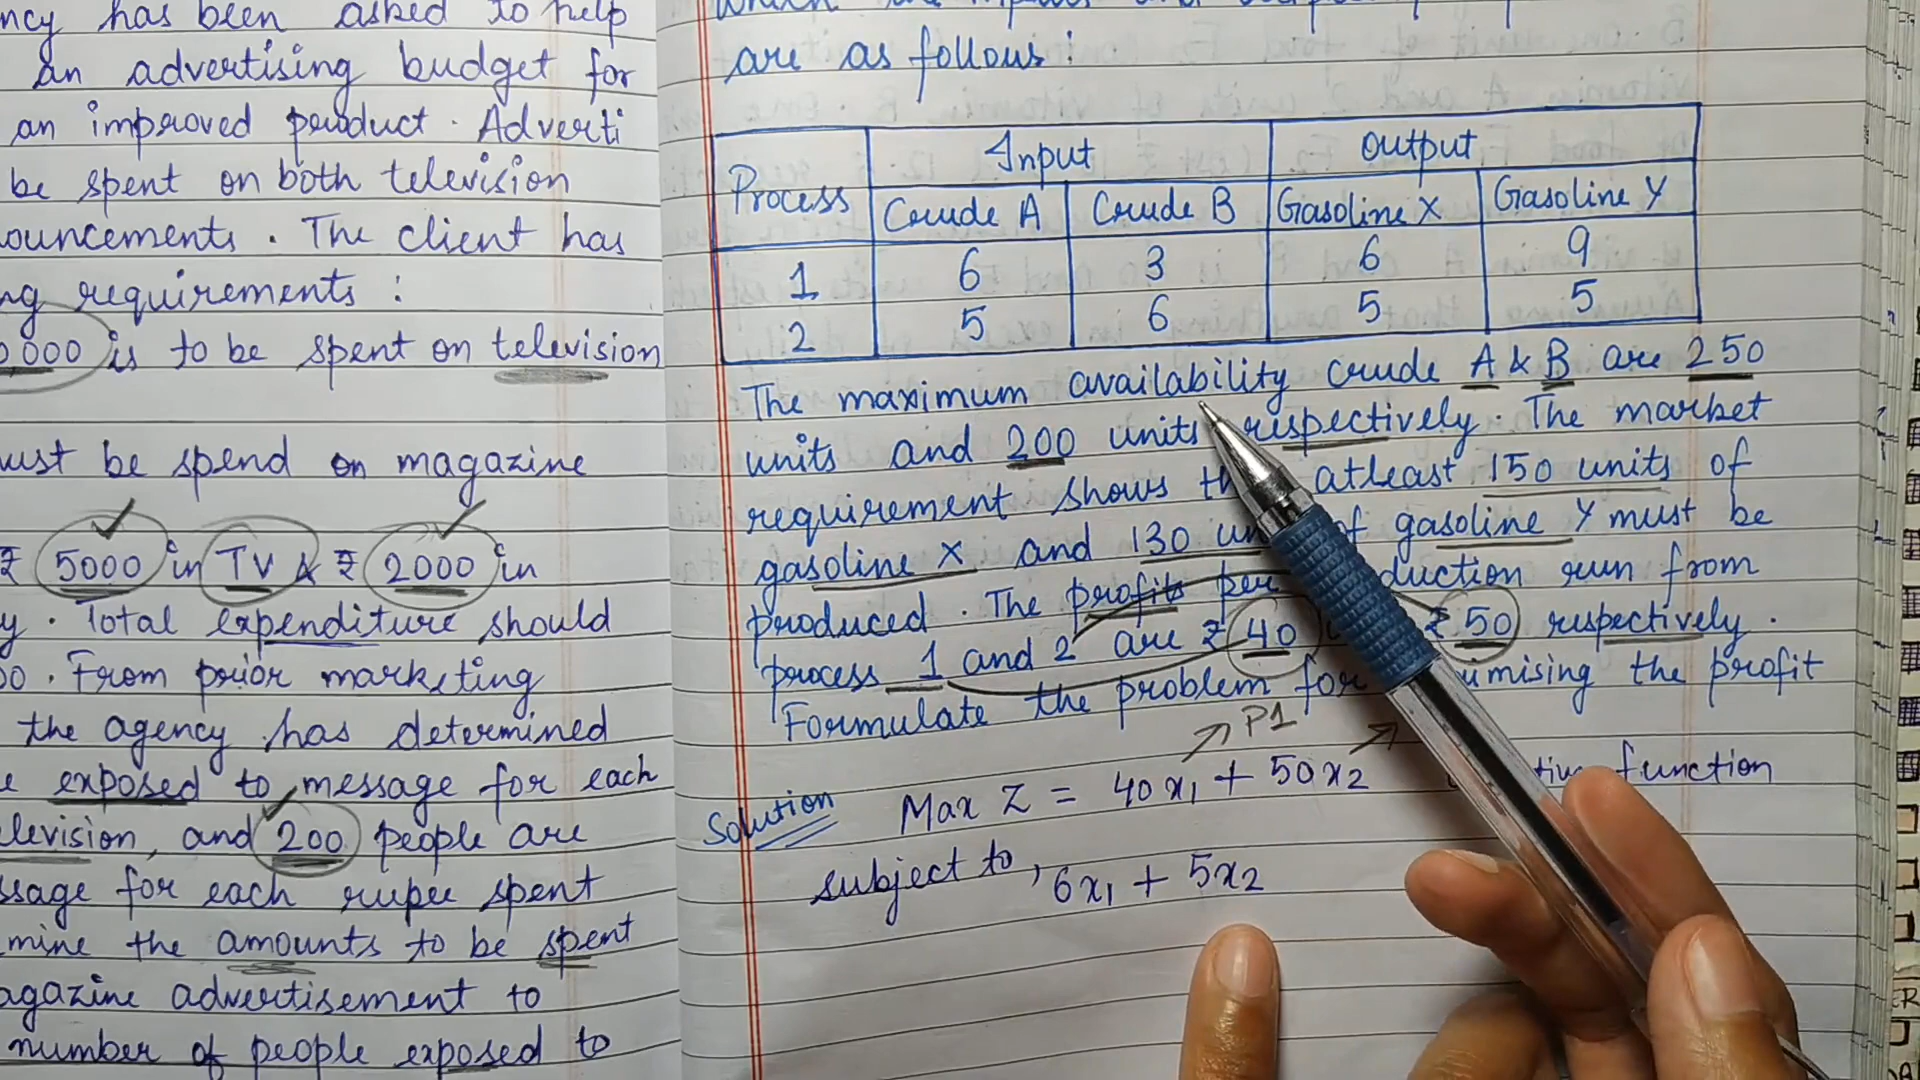 ncy has been asked to help
an advertising budget for
an improved product. Adverti
be spent on both television
ouncements. The client has
ng requirements:
0000 is to be spent on television
ust be spend on magazine
₹ 5000 in TV & ₹ 2000 in
y. Total expenditure should
00. From prior marketing
the agency has determined
e exposed to message for each
levision, and 200 people are
ssage for each rupee spent
mine the amounts to be spent
agazine advertisement to
number of people exposed to
are as follows:
Process Input Output
Crude A Crude B Gasoline X Gasoline Y
1 6 3 6 9
2 5 6 5 5
The maximum availability crude A & B are 250
units and 200 units respectively. The market
requirement shows th atleast 150 units of
gasoline X and 130 un of gasoline Y must be
produced. The profits per duction run from
process 1 and 2 are ₹ 40 ₹ 50 respectively.
Formulate the problem for imising the profit
P1
Solution Max Z = 40x1 + 50x2 tive function
subject to, 6x1 + 5x2